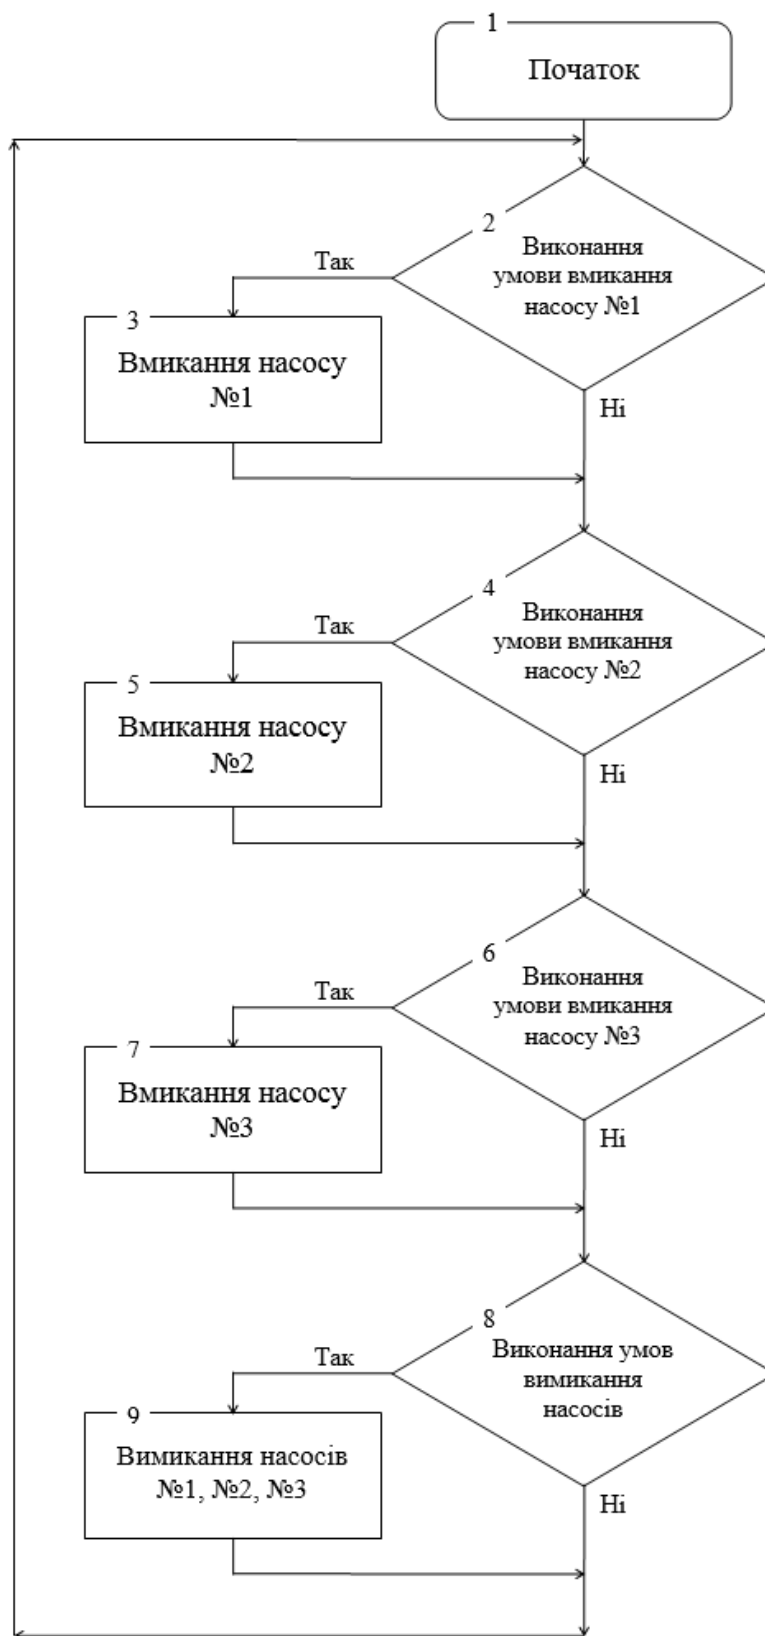 1
Початок
2
Виконання
умови вмикання
насосу №1
Так
3
Вмикання насосу
№1
Ні
4
Виконання
умови вмикання
насосу №2
Так
5
Вмикання насосу
№2
Ні
6
Виконання
умови вмикання
насосу №3
Так
7
Вмикання насосу
№3
Ні
8
Виконання умов
вимикання
насосів
Так
9
Вимикання насосів
№1, №2, №3
Ні